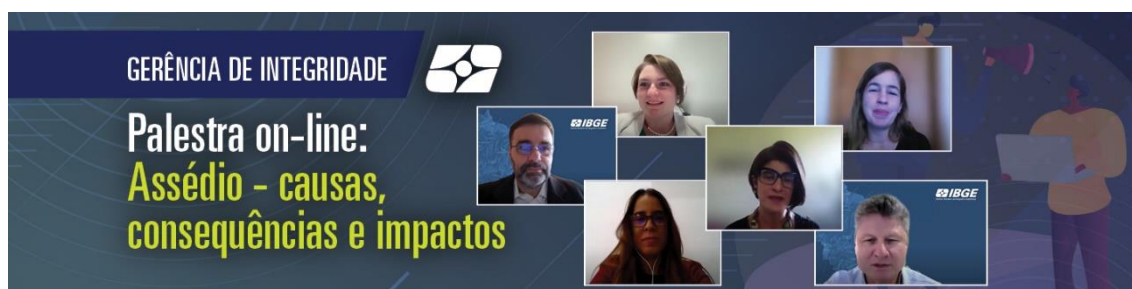 GERÊNCIA DE INTEGRIDADE
Palestra on-line:
Assédio - causas,
consequências e impactos
IBGE
IBGE